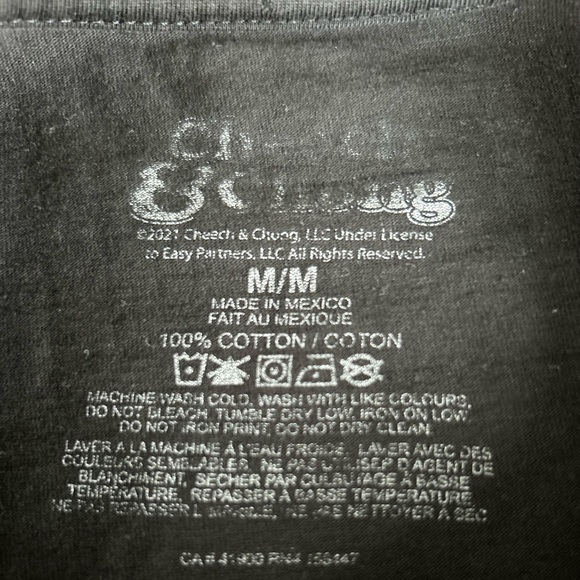 Cheech
& Chong
©2021 Cheech & Chong, LLC Under License
to Easy Partners, LLC All Rights Reserved.
M/M
MADE IN MEXICO
FAIT AU MEXIQUE
100% COTTON / COTON
MACHINE WASH COLD, WASH WITH LIKE COLOURS,
DO NOT BLEACH, TUMBLE DRY LOW, IRON ON LOW
DO NOT IRON PRINT, DO NOT DRY CLEAN.
LAVER A LA MACHINE À L'EAU FROIDE. LAVER AVEC DES
COULEURS SEMBLABLES. NE PAS UTILISER D'AGENT DE
BLANCHIMENT. SÉCHER PAR CULBUTAGE À BASSE
TEMPÉRATURE. REPASSER À BASSE TEMPÉRATURE
NE PAS REPASSER NE PAS NETTOYER À SEC
CA#